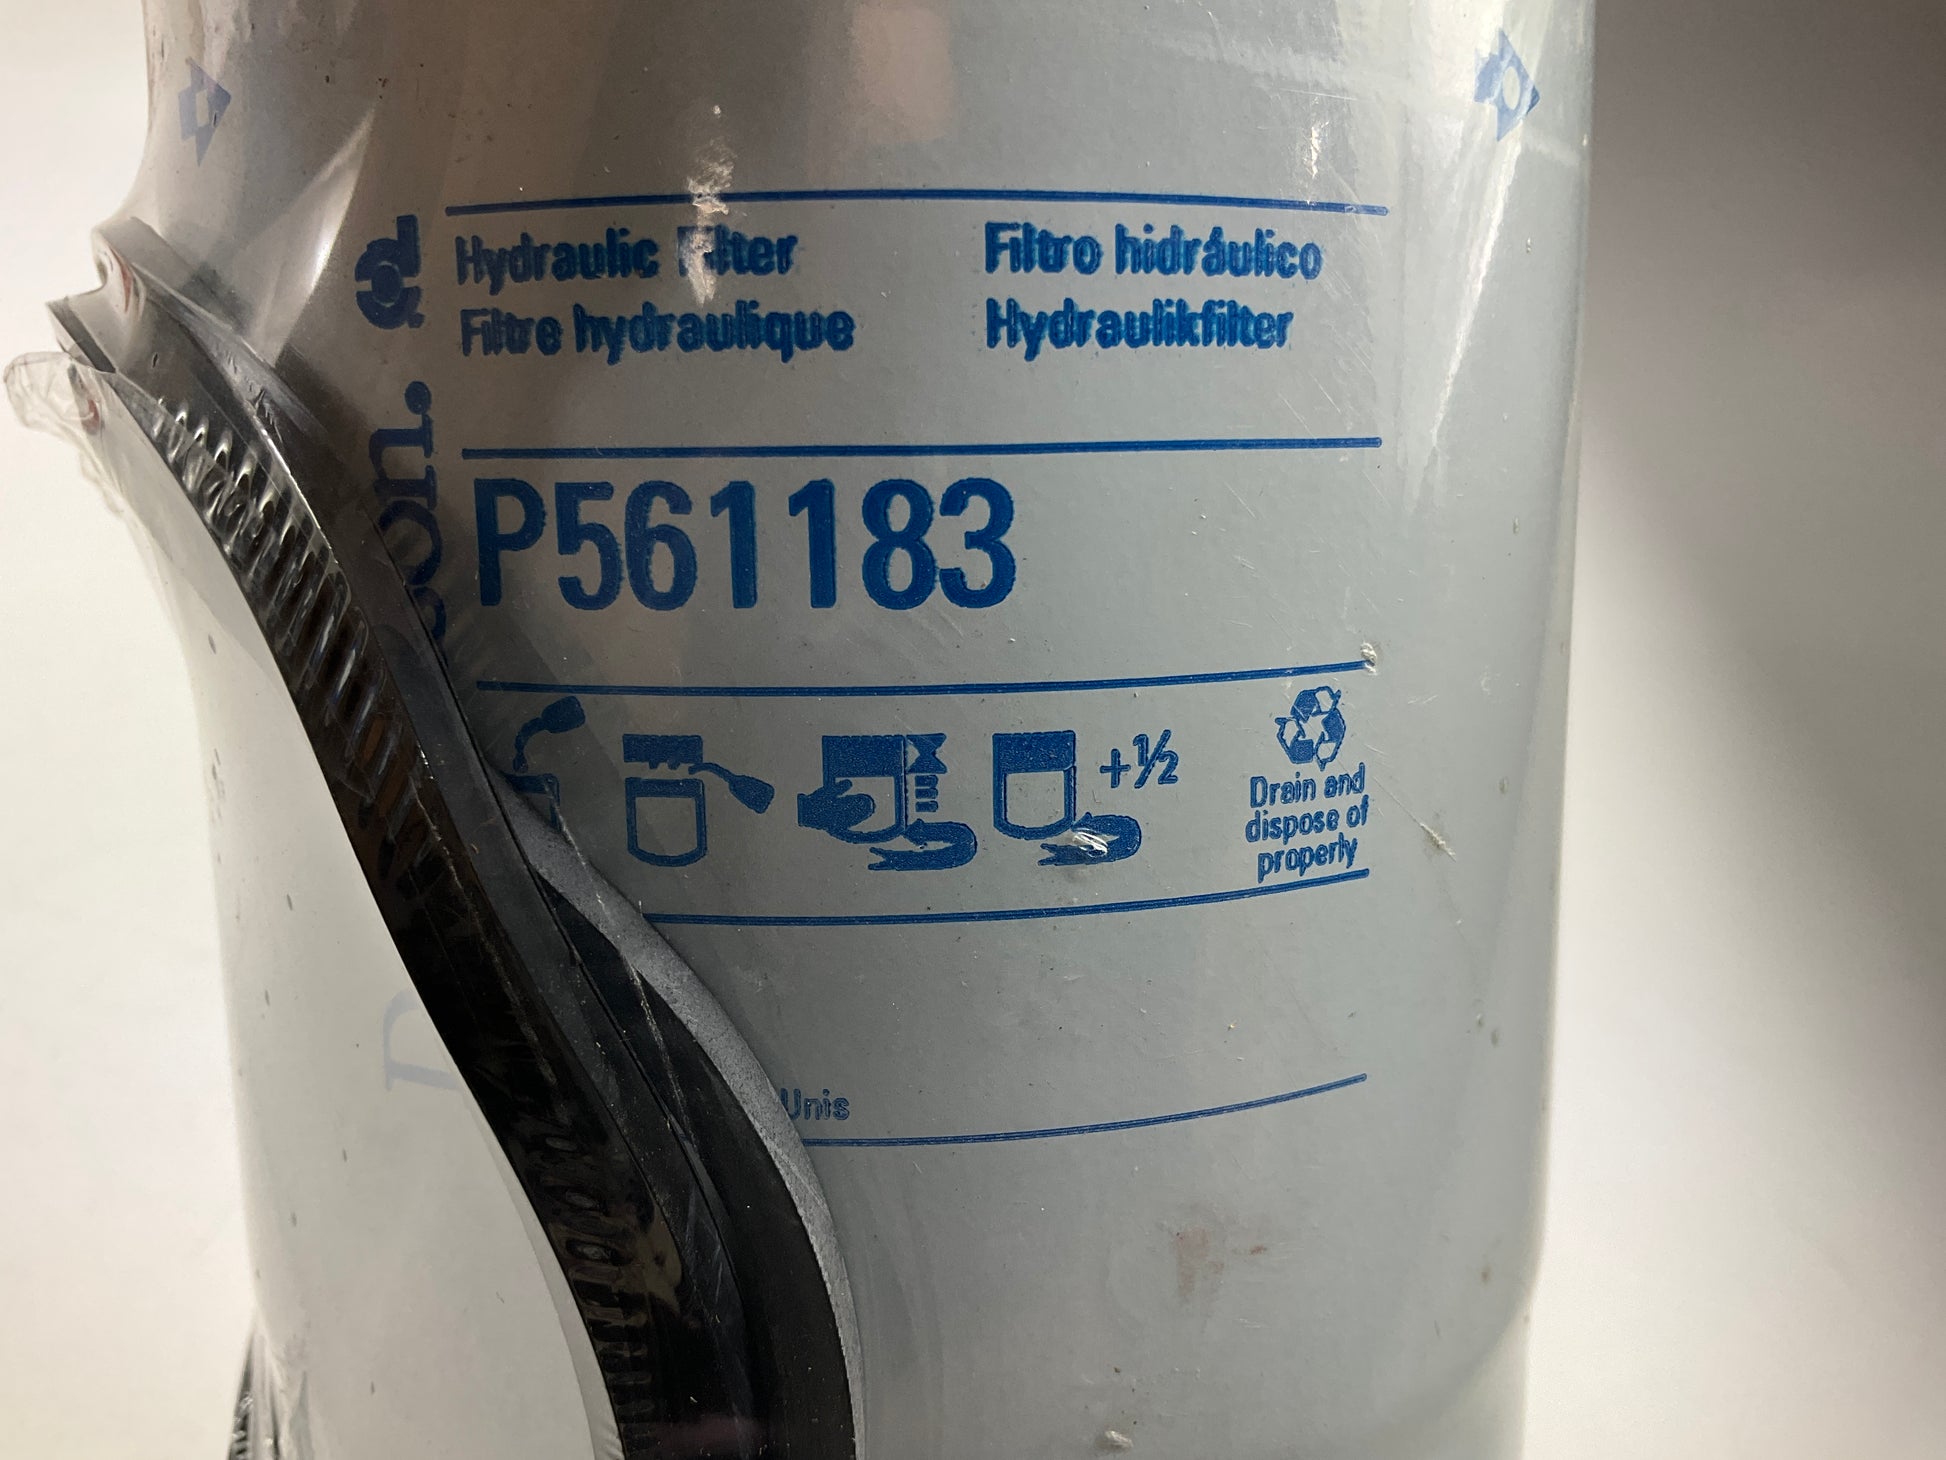 Hydraulic Filter
Filtre hydraulique
Filtro hidráulico
Hydraulikfilter
P561183
+½
Drain and
dispose of
properly
Unis